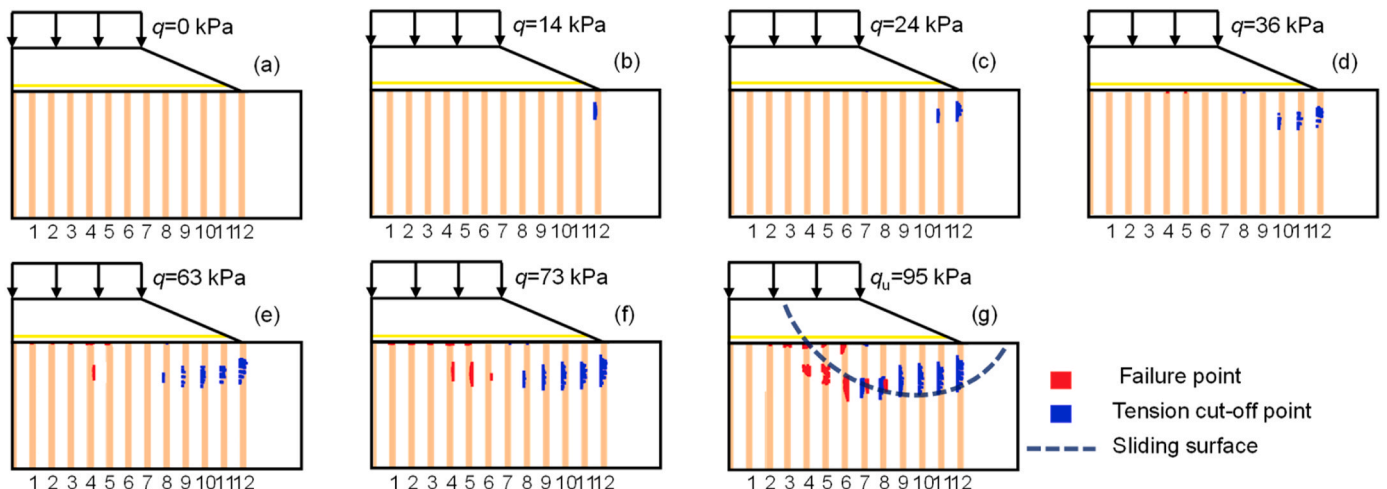 q=0 kPa
(a)
1 2 3 4 5 6 7 8 9 10 11 12
q=14 kPa
(b)
1 2 3 4 5 6 7 8 9 10 11 12
q=24 kPa
(c)
1 2 3 4 5 6 7 8 9 10 11 12
q=36 kPa
(d)
1 2 3 4 5 6 7 8 9 10 11 12
q=63 kPa
(e)
1 2 3 4 5 6 7 8 9 10 11 12
q=73 kPa
(f)
1 2 3 4 5 6 7 8 9 10 11 12
qu=95 kPa
(g)
1 2 3 4 5 6 7 8 9 10 11 12
Failure point
Tension cut-off point
Sliding surface